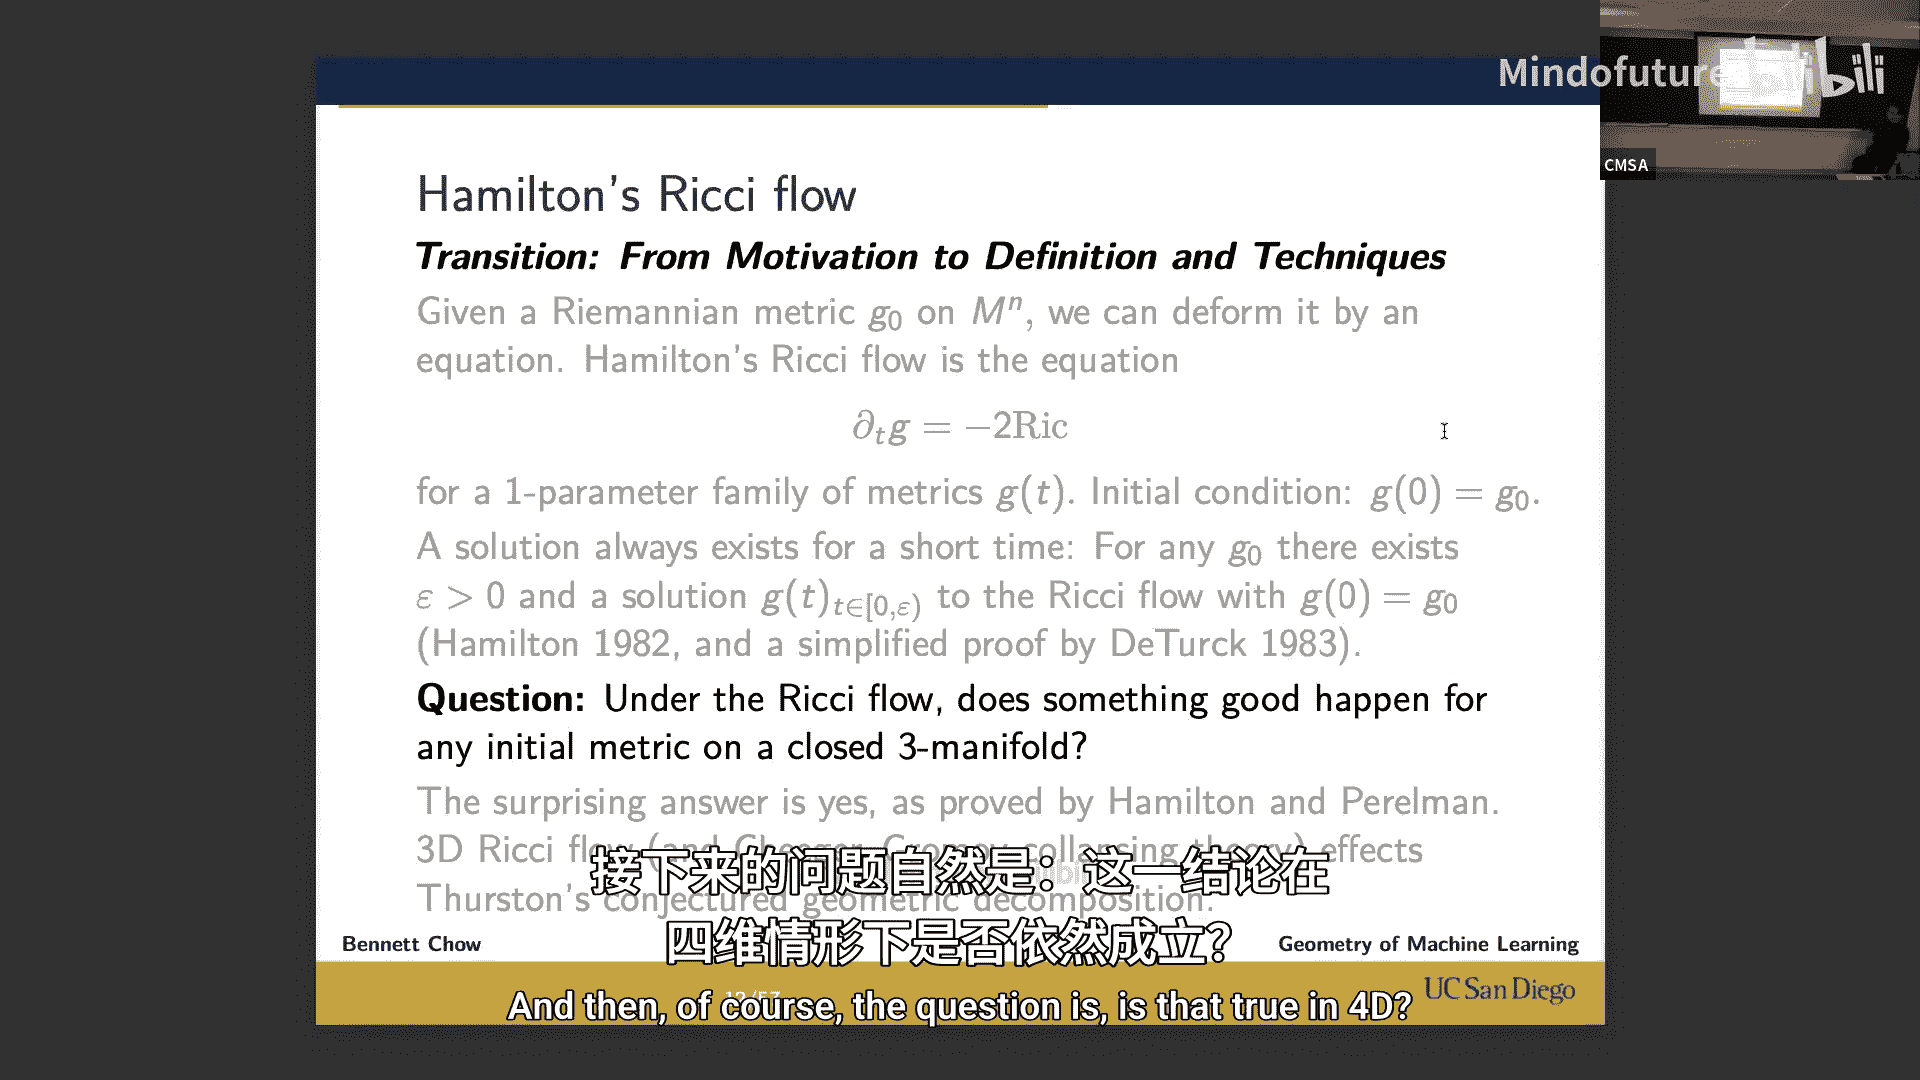 Mindofuture
bilibili
CMSA
Hamilton's Ricci flow
Transition: From Motivation to Definition and Techniques
Given a Riemannian metric g₀ on Mⁿ, we can deform it by an
equation. Hamilton's Ricci flow is the equation
∂ₜg = −2Ric
for a 1-parameter family of metrics g(t). Initial condition: g(0) = g₀.
A solution always exists for a short time: For any g₀ there exists
ε > 0 and a solution g(t)_{t∈[0,ε)} to the Ricci flow with g(0) = g₀
(Hamilton 1982, and a simplified proof by DeTurck 1983).
Question: Under the Ricci flow, does something good happen for
any initial metric on a closed 3-manifold?
The surprising answer is yes, as proved by Hamilton and Perelman.
3D Ricci flow (and Cheeger-Gromov collapsing theory) effects
Thurston's conjectured geometric decomposition.
接下来的问题自然是：这一结论在
四维情形下是否依然成立？
Bennett Chow
Geometry of Machine Learning
And then, of course, the question is, is that true in 4D?
UC San Diego